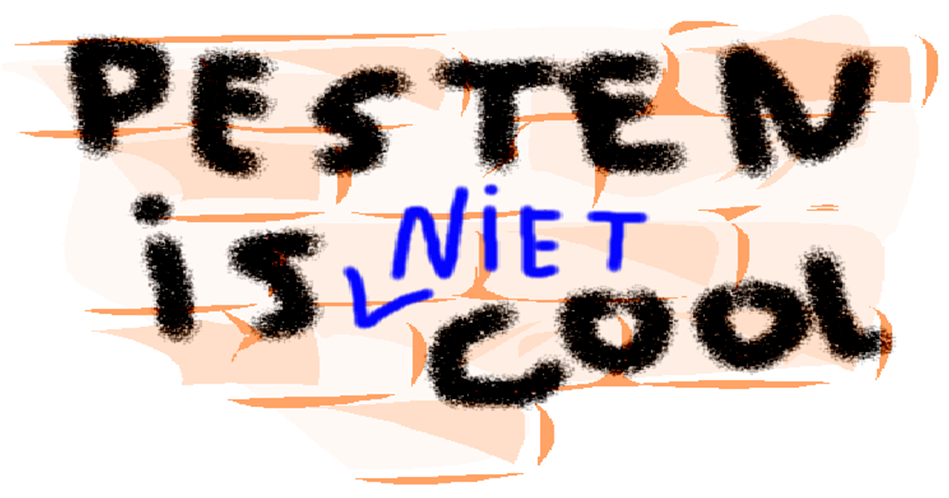 PESTEN
is NIET
COOL